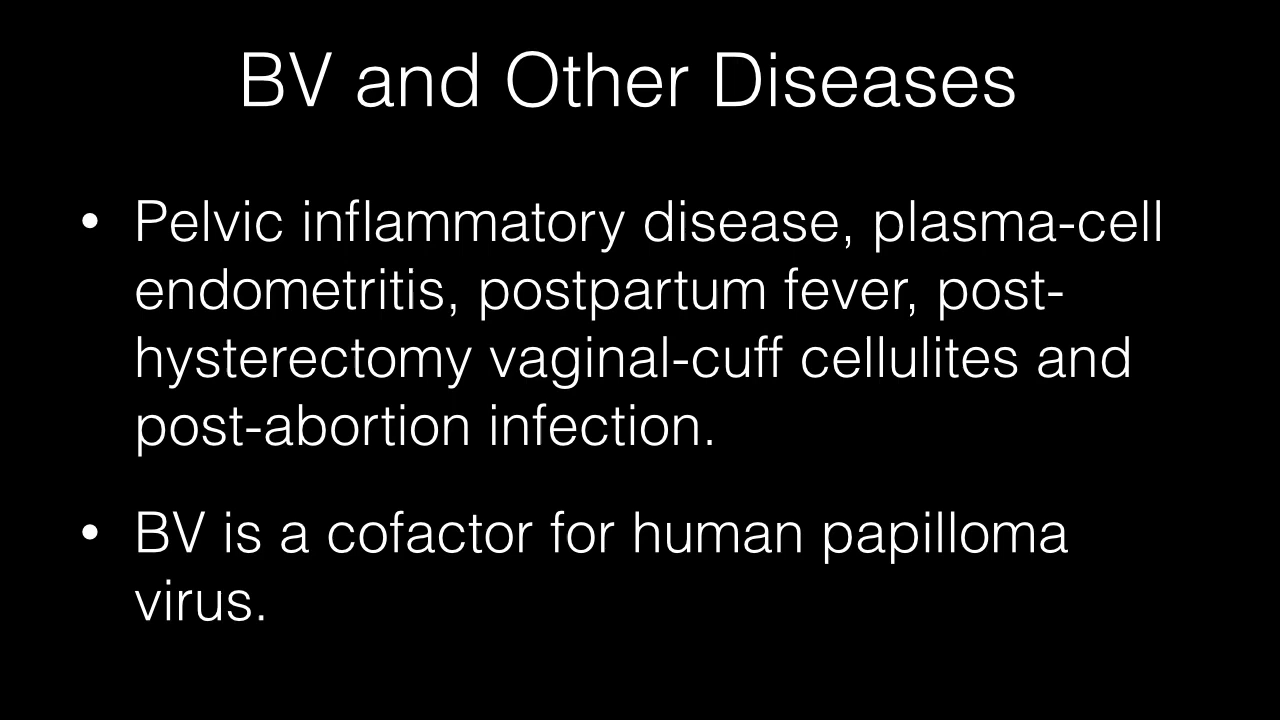 BV and Other Diseases
• Pelvic inflammatory disease, plasma-cell
endometritis, postpartum fever, post-
hysterectomy vaginal-cuff cellulites and
post-abortion infection.
• BV is a cofactor for human papilloma
virus.